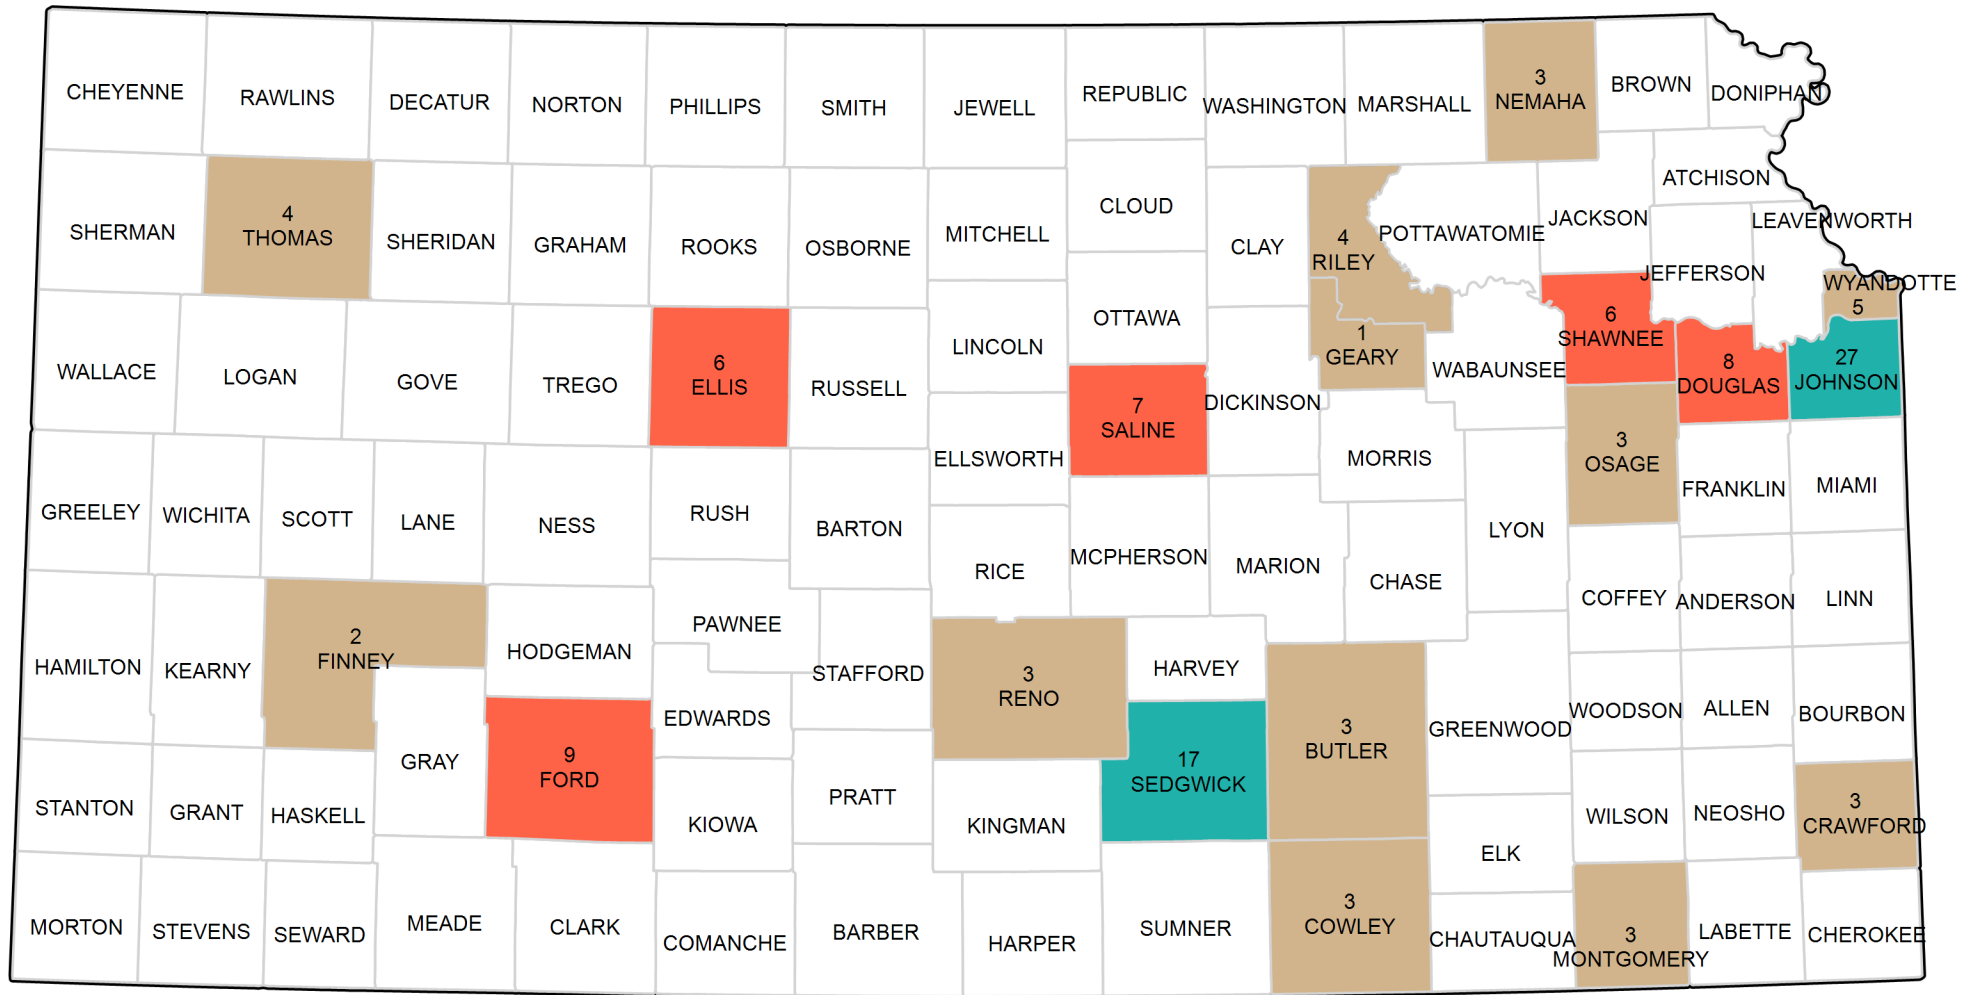 CHEYENNE
RAWLINS
DECATUR
NORTON
PHILLIPS
SMITH
JEWELL
REPUBLIC
WASHINGTON
MARSHALL
3
NEMAHA
BROWN
DONIPHAN
SHERMAN
4
THOMAS
SHERIDAN
GRAHAM
ROOKS
OSBORNE
MITCHELL
CLOUD
CLAY
4
RILEY
POTTAWATOMIE
JACKSON
ATCHISON
JEFFERSON
LEAVENWORTH
WYANDOTTE
5
WALLACE
LOGAN
GOVE
TREGO
6
ELLIS
RUSSELL
LINCOLN
OTTAWA
7
SALINE
DICKINSON
1
GEARY
WABAUNSEE
6
SHAWNEE
8
DOUGLAS
27
JOHNSON
GREELEY
WICHITA
SCOTT
LANE
NESS
RUSH
BARTON
ELLSWORTH
RICE
MCPHERSON
MARION
MORRIS
CHASE
LYON
3
OSAGE
FRANKLIN
MIAMI
COFFEY
ANDERSON
LINN
HAMILTON
KEARNY
2
FINNEY
HODGEMAN
PAWNEE
STAFFORD
EDWARDS
3
RENO
HARVEY
3
BUTLER
GREENWOOD
WOODSON
ALLEN
BOURBON
STANTON
GRANT
HASKELL
GRAY
9
FORD
KIOWA
PRATT
KINGMAN
17
SEDGWICK
ELK
WILSON
NEOSHO
3
CRAWFORD
MORTON
STEVENS
SEWARD
MEADE
CLARK
COMANCHE
BARBER
HARPER
SUMNER
3
COWLEY
CHAUTAUQUA
3
MONTGOMERY
LABETTE
CHEROKEE